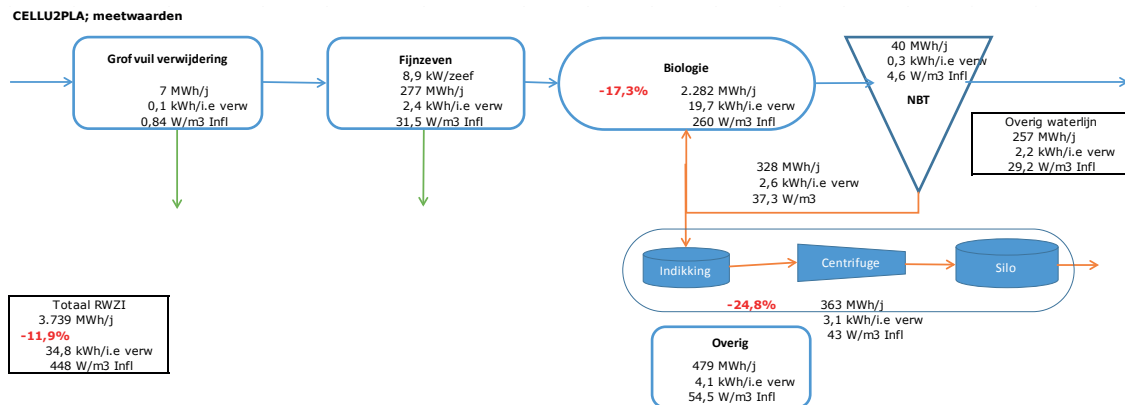 CELLU2PLA; meetwaarden
Grof vuil verwijdering
7 MWh/j
0,1 kWh/i.e verw
0,84 W/m3 Infl
Fijnzeven
8,9 kW/zeef
277 MWh/j
2,4 kWh/i.e verw
31,5 W/m3 Infl
Biologie
-17,3% 2.282 MWh/j
19,7 kWh/i.e verw
260 W/m3 Infl
40 MWh/j
0,3 kWh/i.e verw
4,6 W/m3 Infl
NBT
Overig waterlijn
257 MWh/j
2,2 kWh/i.e verw
29,2 W/m3 Infl
328 MWh/j
2,6 kWh/i.e verw
37,3 W/m3
Indikking
Centrifuge
Silo
-24,8% 363 MWh/j
3,1 kWh/i.e verw
43 W/m3 Infl
Totaal RWZI
3.739 MWh/j
-11,9%
34,8 kWh/i.e verw
448 W/m3 Infl
Overig
479 MWh/j
4,1 kWh/i.e verw
54,5 W/m3 Infl